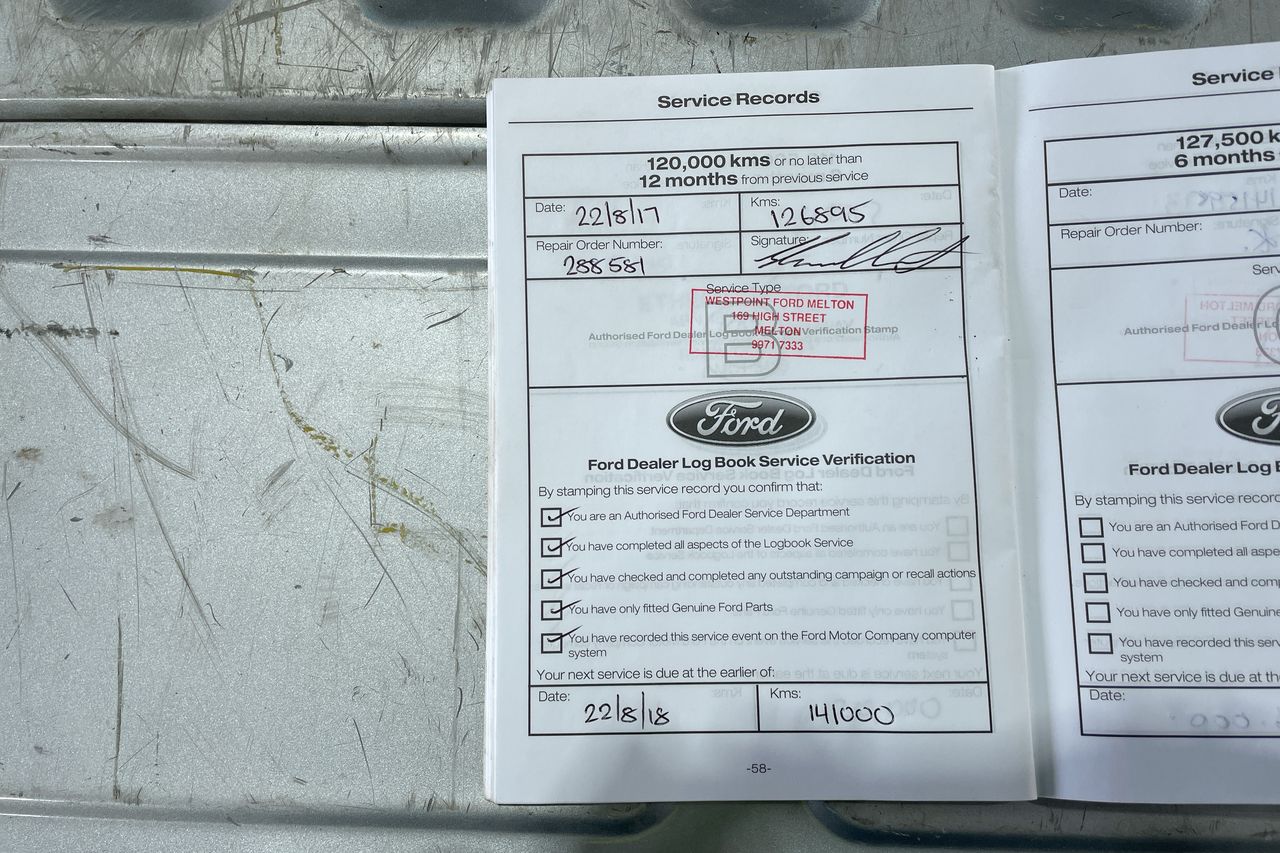 Service Records
120,000 kms or no later than
12 months from previous service
Date: 22/8/17
Kms: 126895
Repair Order Number: 288581
Signature:
Service Type
B
WESTPOINT FORD MELTON
169 HIGH STREET
MELTON
9971 7333
Authorised Ford Dealer Log Book Verification Stamp
Ford
Ford Dealer Log Book Service Verification
By stamping this service record you confirm that:
You are an Authorised Ford Dealer Service Department
You have completed all aspects of the Logbook Service
You have checked and completed any outstanding campaign or recall actions
You have only fitted Genuine Ford Parts
You have recorded this service event on the Ford Motor Company computer
system
Your next service is due at the earlier of:
Date: 22/8/18
Kms: 141000
-58-
Service
127,500 k
6 months
Date:
Repair Order Number:
Ser
Authorised Ford Dealer Lo
Ford Dealer Log B
By stamping this service record
You are an Authorised Ford D
You have completed all aspe
You have checked and comp
You have only fitted Genuine
You have recorded this serv
system
Your next service is due at th
Date: